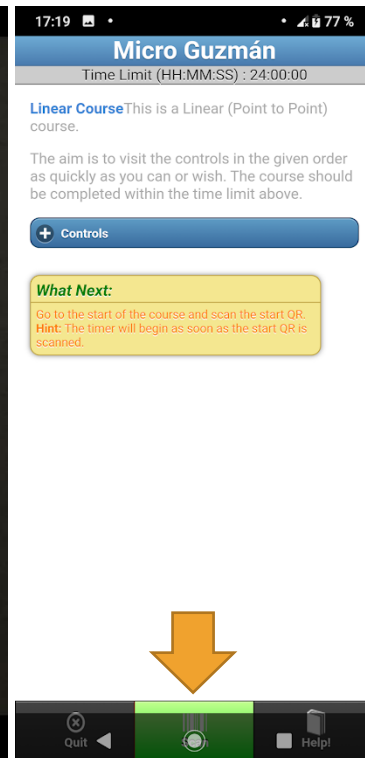 17:19
77 %
Micro Guzmán
Time Limit (HH:MM:SS) : 24:00:00
Linear CourseThis is a Linear (Point to Point)
course.
The aim is to visit the controls in the given order
as quickly as you can or wish. The course should
be completed within the time limit above.
Controls
What Next:
Go to the start of the course and scan the start QR.
Hint: The timer will begin as soon as the start QR is
scanned.
Quit
Help!